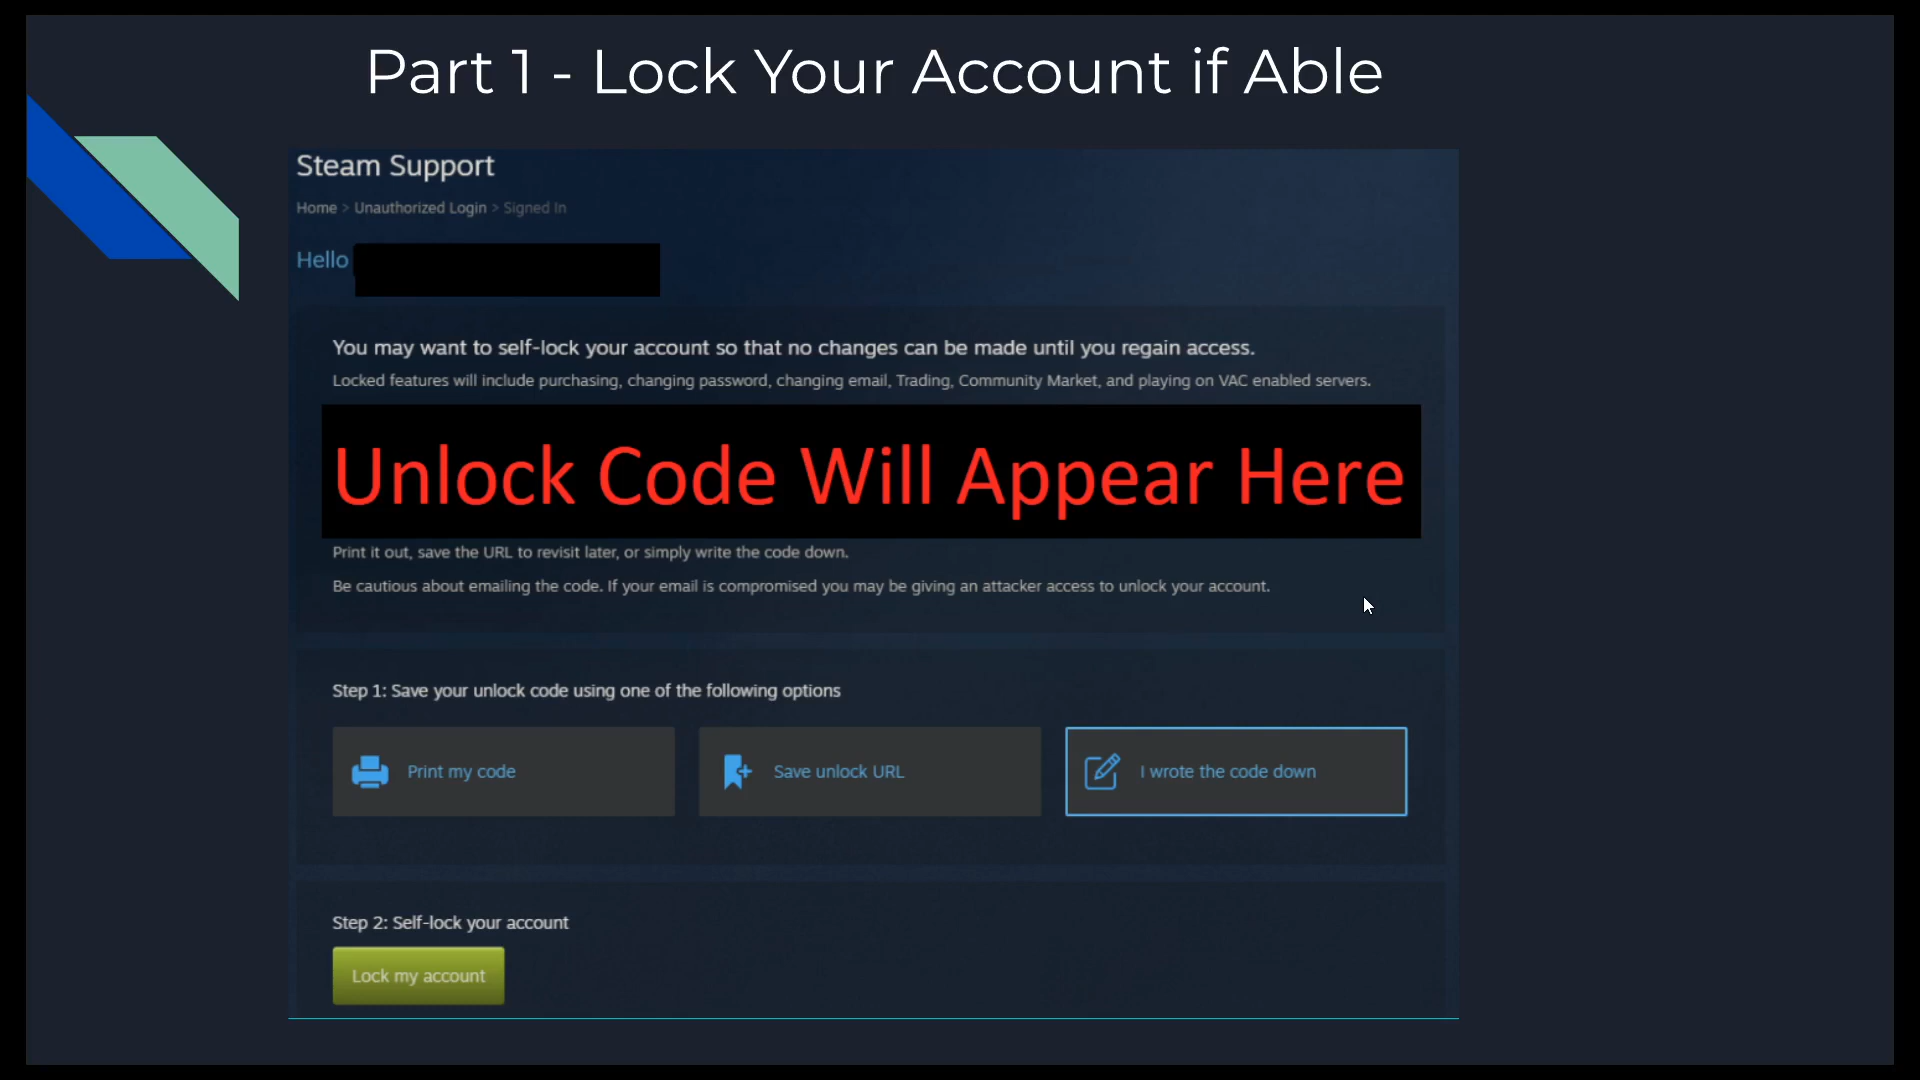 Part 1 - Lock Your Account if Able
Steam Support
Home > Unauthorized Login > Signed In
Hello
You may want to self-lock your account so that no changes can be made until you regain access.
Locked features will include purchasing, changing password, changing email, Trading, Community Market, and playing on VAC enabled servers.
Unlock Code Will Appear Here
Print it out, save the URL to revisit later, or simply write the code down.
Be cautious about emailing the code. If your email is compromised you may be giving an attacker access to unlock your account.
Step 1: Save your unlock code using one of the following options
Print my code
Save unlock URL
I wrote the code down
Step 2: Self-lock your account
Lock my account